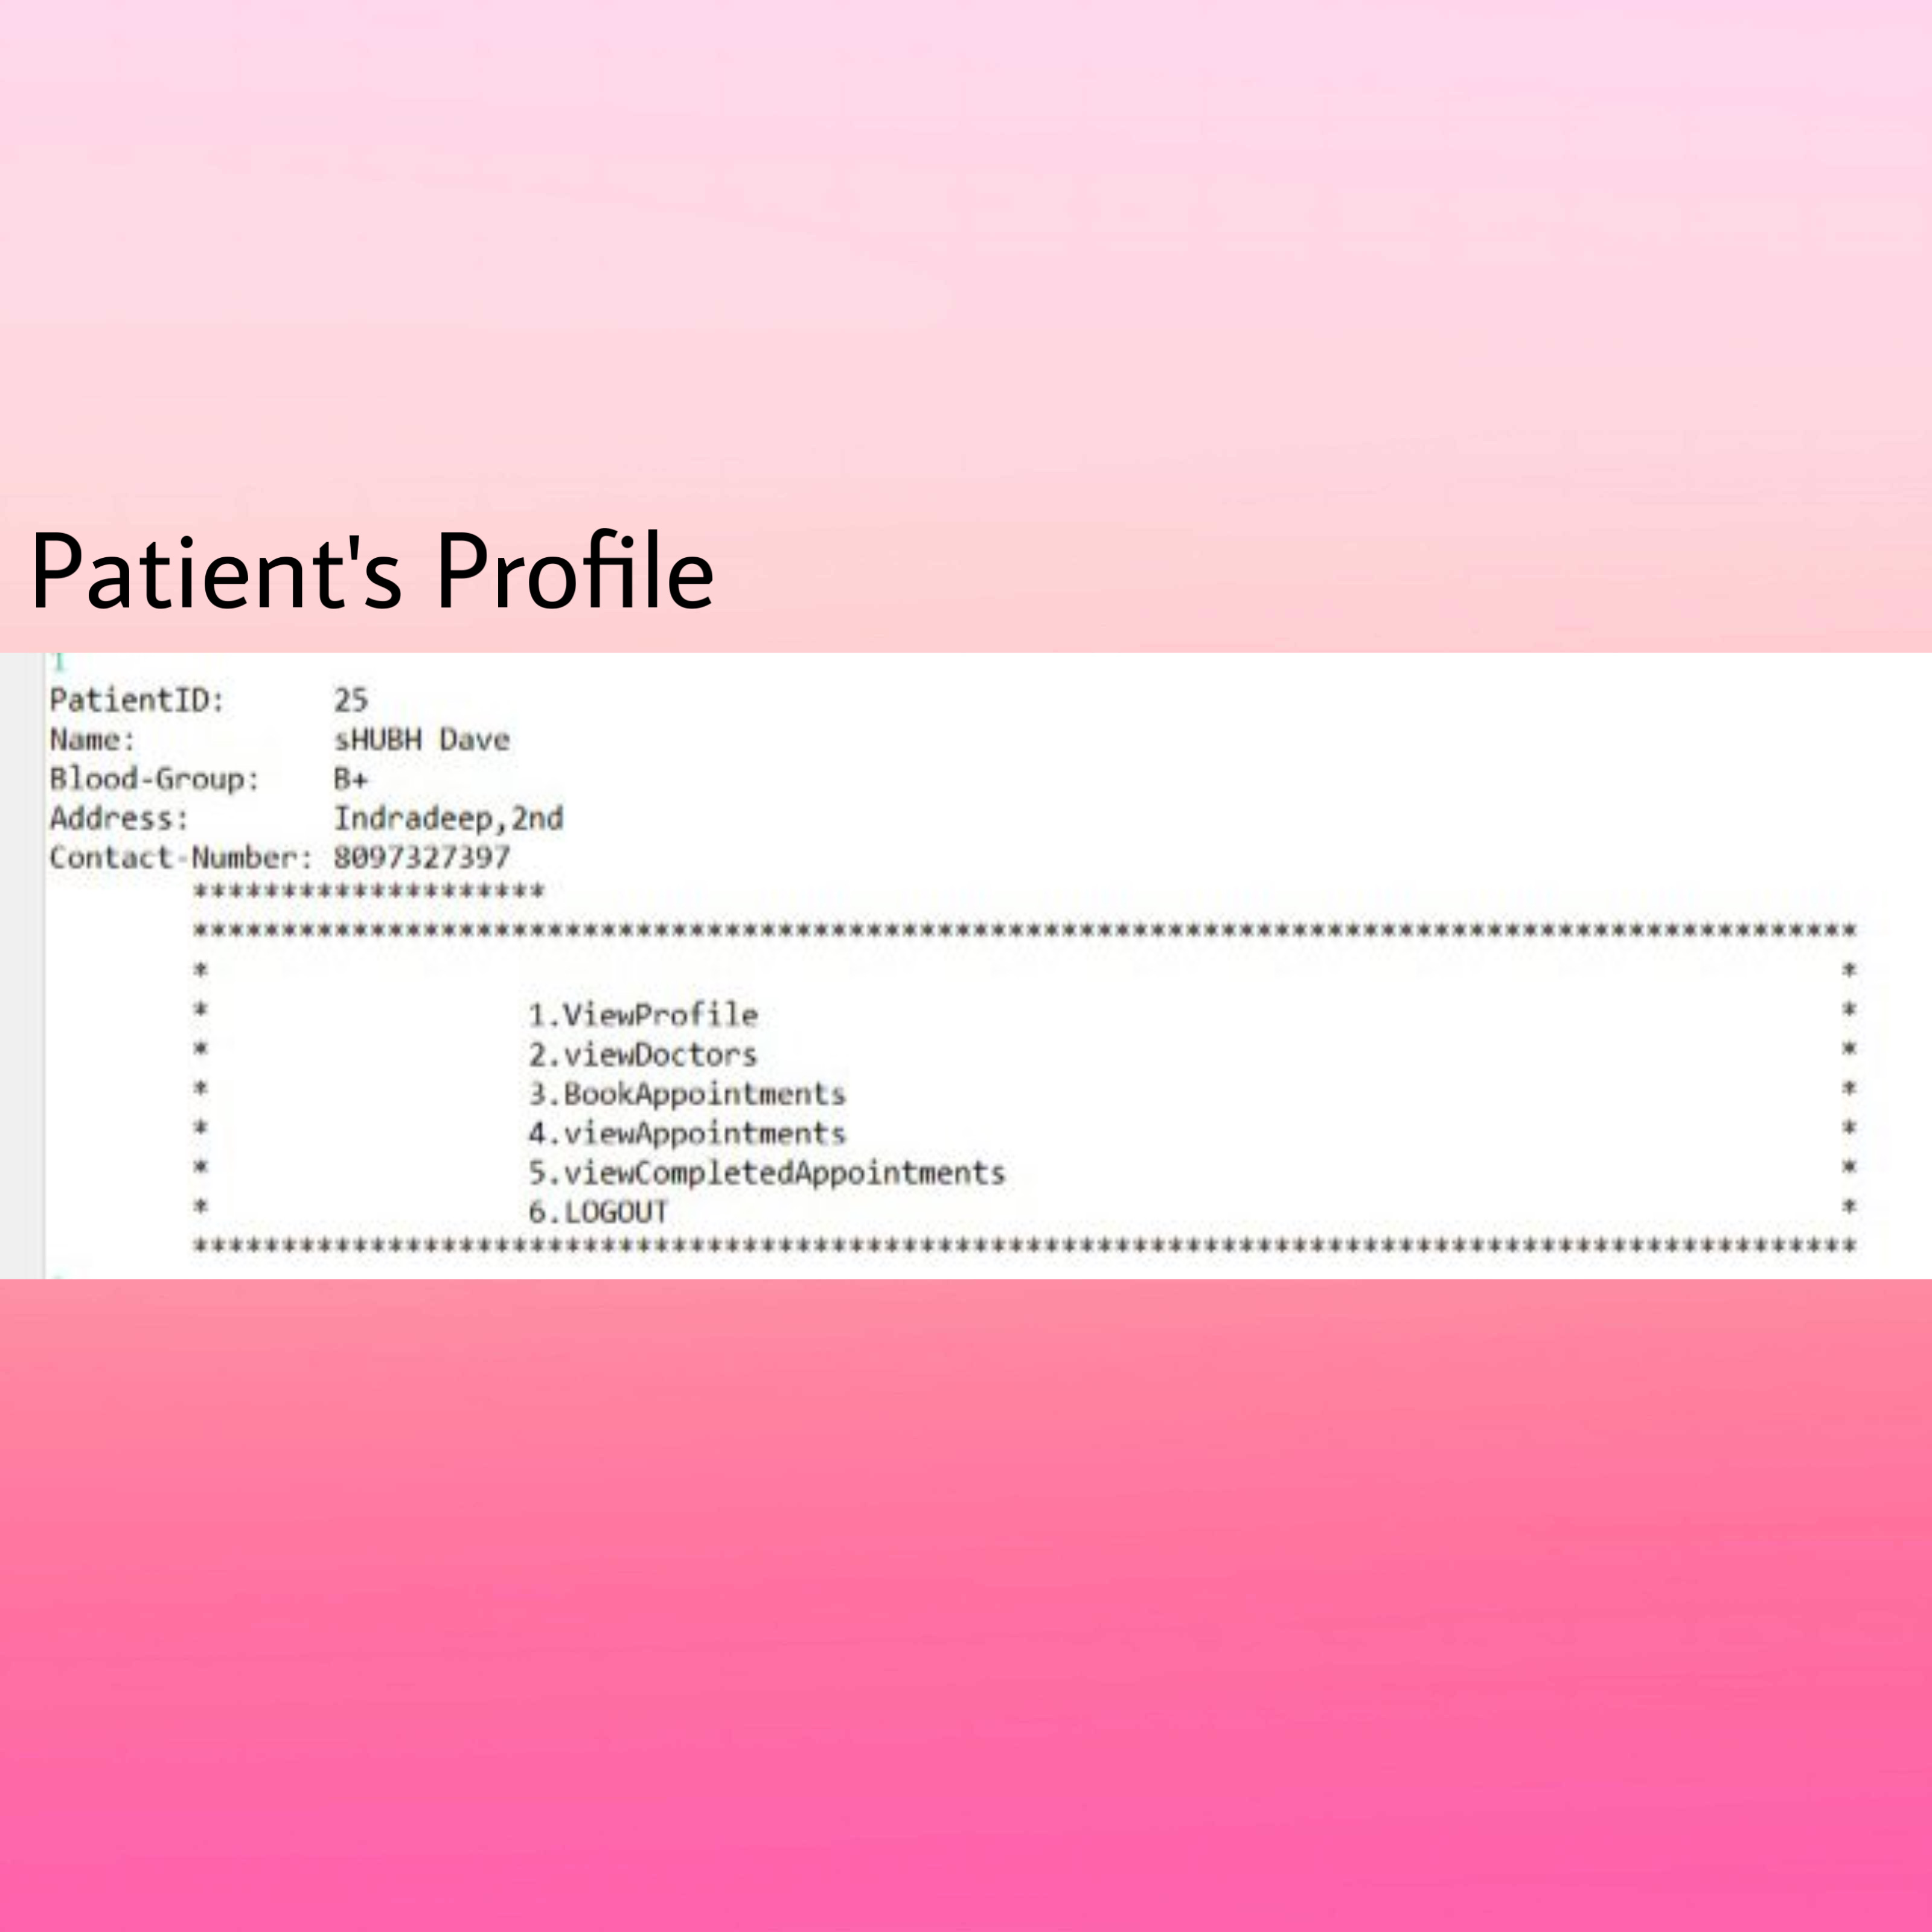 Patient's Profile
1
PatientID: 25
Name: sHUBH Dave
Blood-Group: B+
Address: Indradeep,2nd
Contact-Number: 8097327397
********************
**********************************************************************************************
* *
* 1.ViewProfile *
* 2.viewDoctors *
* 3.BookAppointments *
* 4.viewAppointments *
* 5.viewCompletedAppointments *
* 6.LOGOUT *
**********************************************************************************************